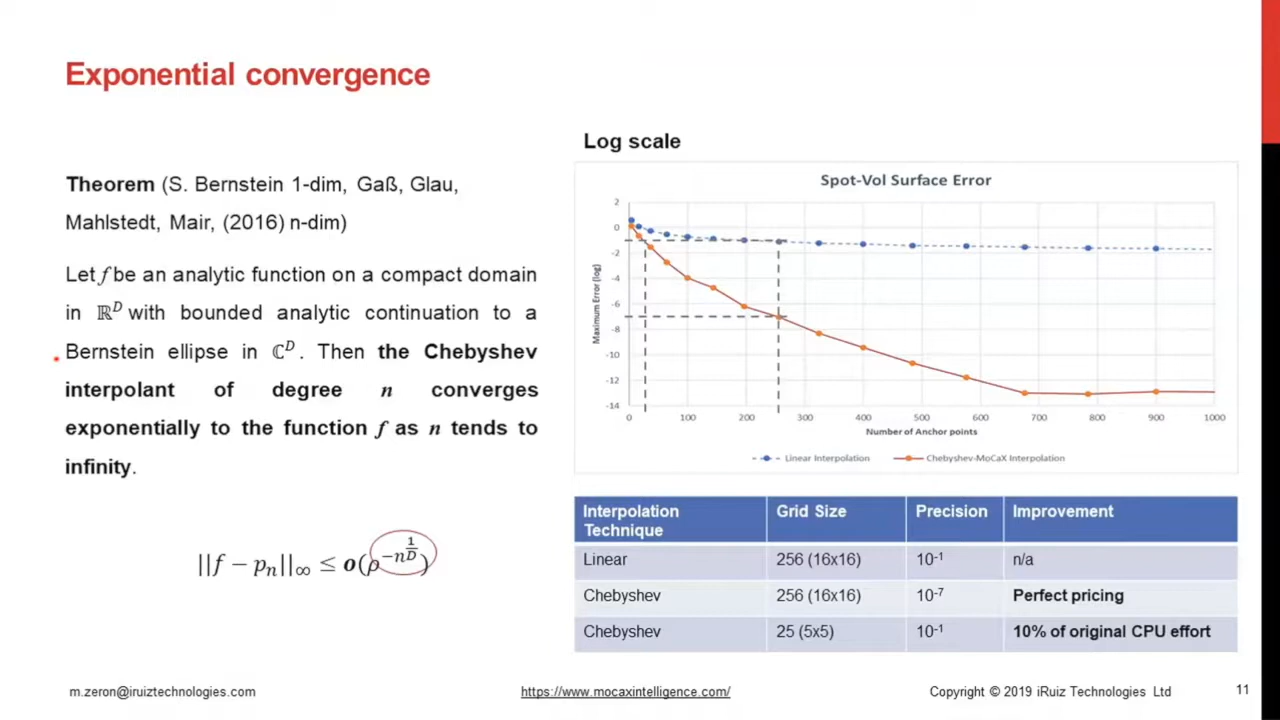 Exponential convergence
Theorem (S. Bernstein 1-dim, Gaß, Glau,
Mahlstedt, Mair, (2016) n-dim)
Let f be an analytic function on a compact domain
in ℝᴰ with bounded analytic continuation to a
Bernstein ellipse in ℂᴰ. Then the Chebyshev
interpolant of degree n converges
exponentially to the function f as n tends to
infinity.
||f − pₙ||∞ ≤ o(ρ^(−n^(1/D)))
Log scale
Spot-Vol Surface Error
Maximum Error (log)
2
0
-2
-4
-6
-8
-10
-12
-14
0 100 200 300 400 500 600 700 800 900 1000
Number of Anchor points
Linear Interpolation Chebyshev-MoCaX Interpolation
Interpolation Technique Grid Size Precision Improvement
Linear 256 (16x16) 10⁻¹ n/a
Chebyshev 256 (16x16) 10⁻⁷ Perfect pricing
Chebyshev 25 (5x5) 10⁻¹ 10% of original CPU effort
m.zeron@iruiztechnologies.com https://www.mocaxintelligence.com/ Copyright © 2019 iRuiz Technologies Ltd 11